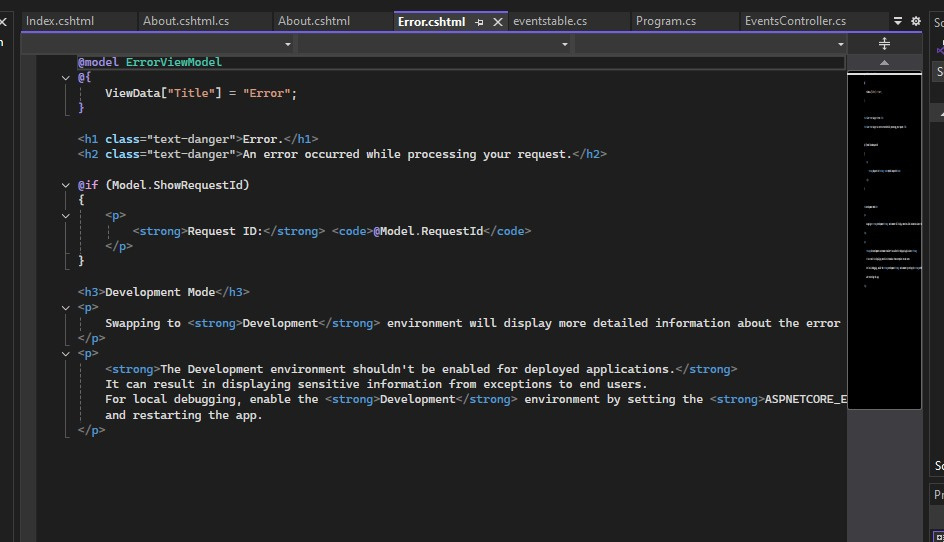 Index.cshtml About.cshtml.cs About.cshtml Error.cshtml eventstable.cs Program.cs EventsController.cs
@model ErrorViewModel
@{
ViewData["Title"] = "Error";
}
<h1 class="text-danger">Error.</h1>
<h2 class="text-danger">An error occurred while processing your request.</h2>
@if (Model.ShowRequestId)
{
<p>
<strong>Request ID:</strong> <code>@Model.RequestId</code>
</p>
}
<h3>Development Mode</h3>
<p>
Swapping to <strong>Development</strong> environment will display more detailed information about the error
</p>
<p>
<strong>The Development environment shouldn't be enabled for deployed applications.</strong>
It can result in displaying sensitive information from exceptions to end users.
For local debugging, enable the <strong>Development</strong> environment by setting the <strong>ASPNETCORE_E
and restarting the app.
</p>